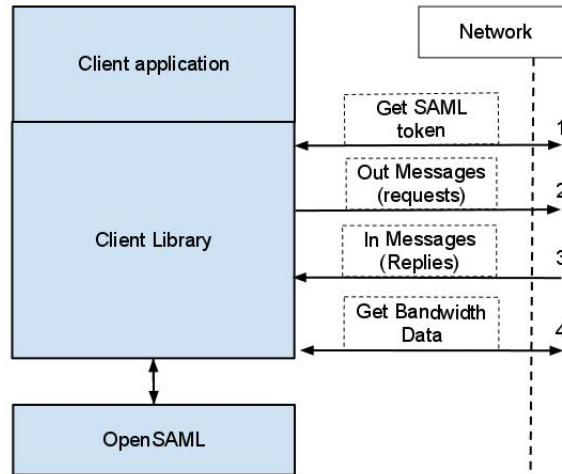 Client application
Network
Get SAML
token
1
Out Messages
(requests)
2
Client Library
In Messages
(Replies)
3
Get Bandwidth
Data
4
OpenSAML